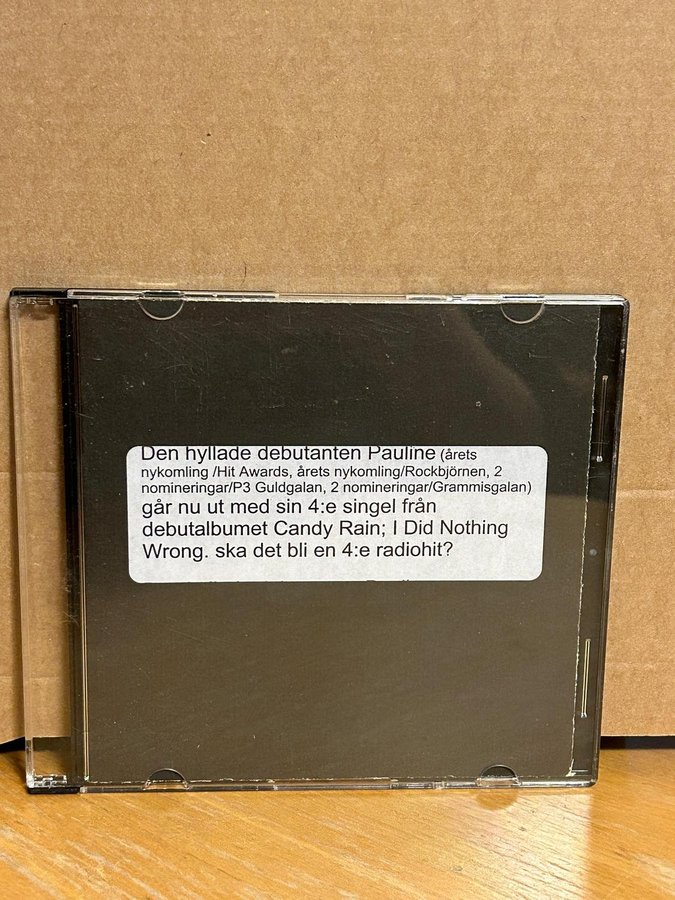 Den hyllade debutanten Pauline (årets
nykomling /Hit Awards, årets nykomling/Rockbjörnen, 2
nomineringar/P3 Guldgalan, 2 nomineringar/Grammisgalan)
går nu ut med sin 4:e singel från
debutalbumet Candy Rain; I Did Nothing
Wrong. ska det bli en 4:e radiohit?